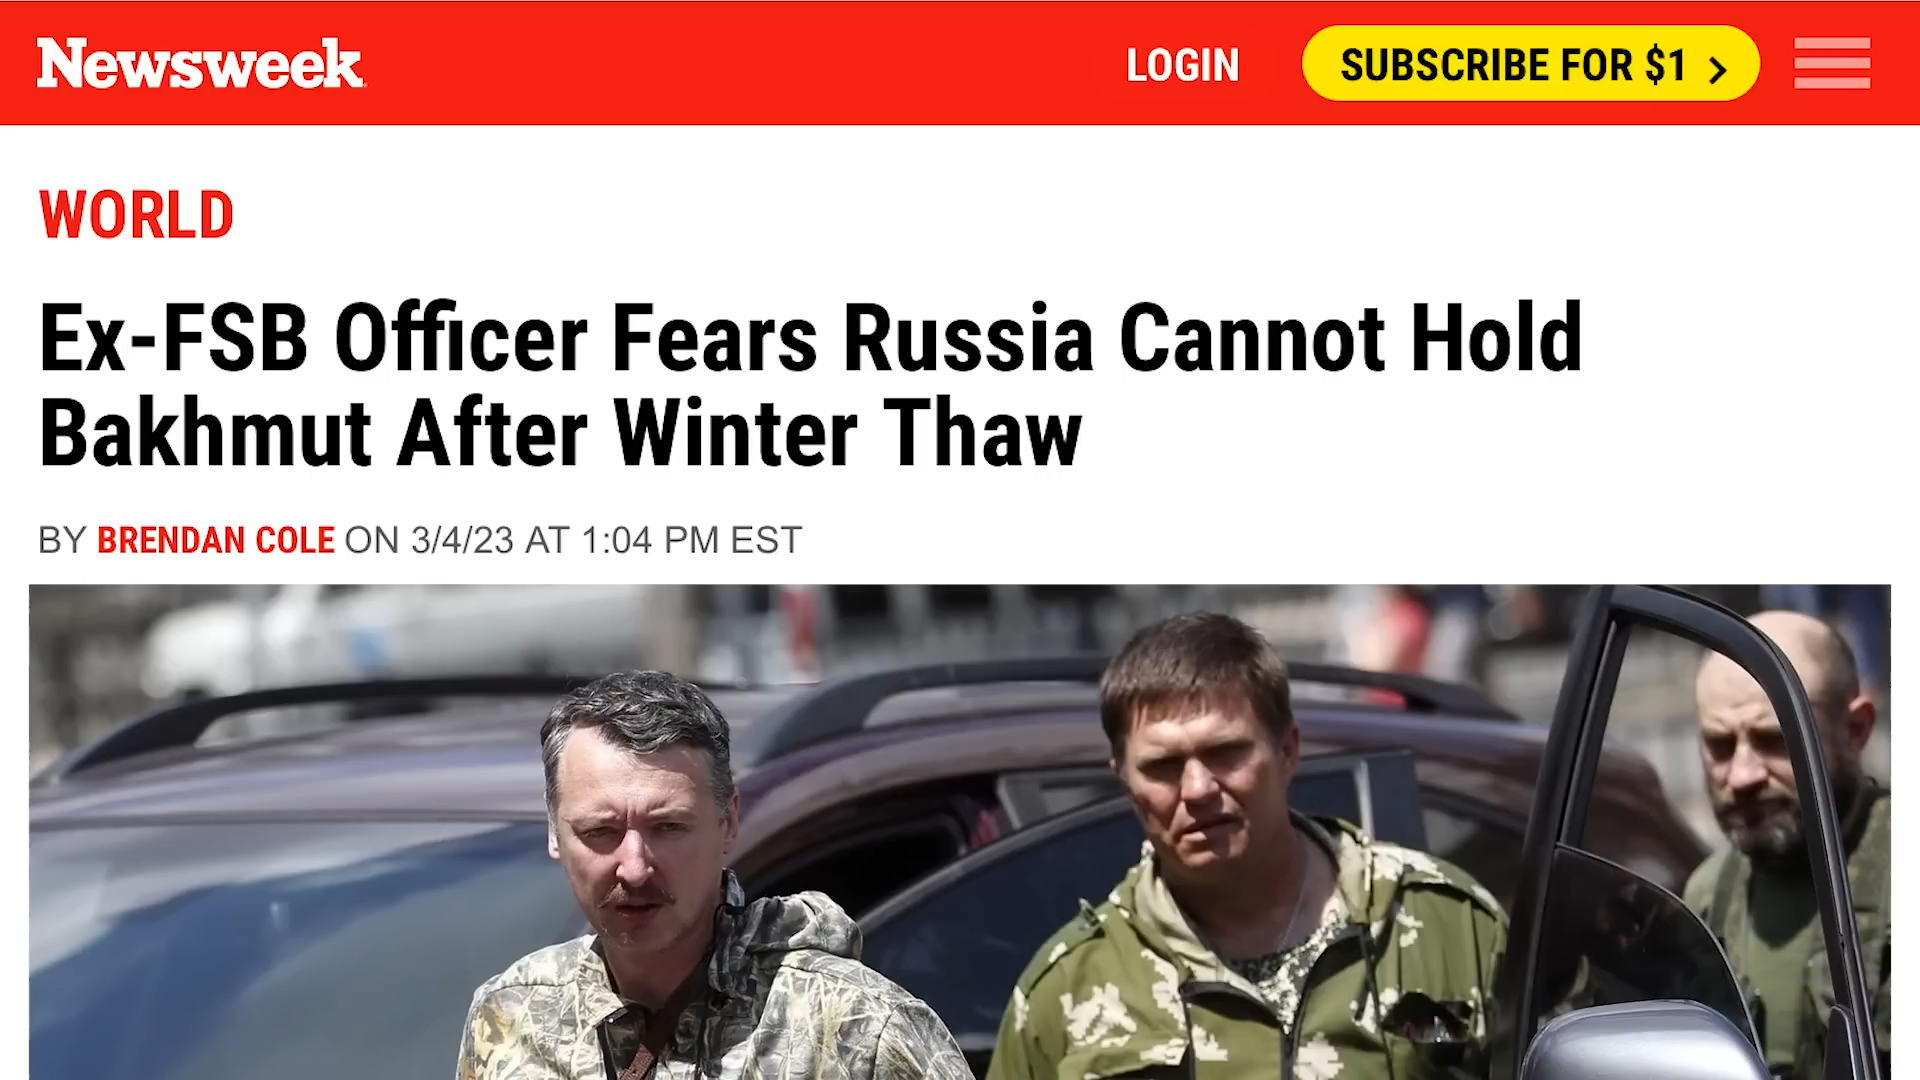 Newsweek
LOGIN
SUBSCRIBE FOR $1
WORLD
Ex-FSB Officer Fears Russia Cannot Hold
Bakhmut After Winter Thaw
BY BRENDAN COLE ON 3/4/23 AT 1:04 PM EST